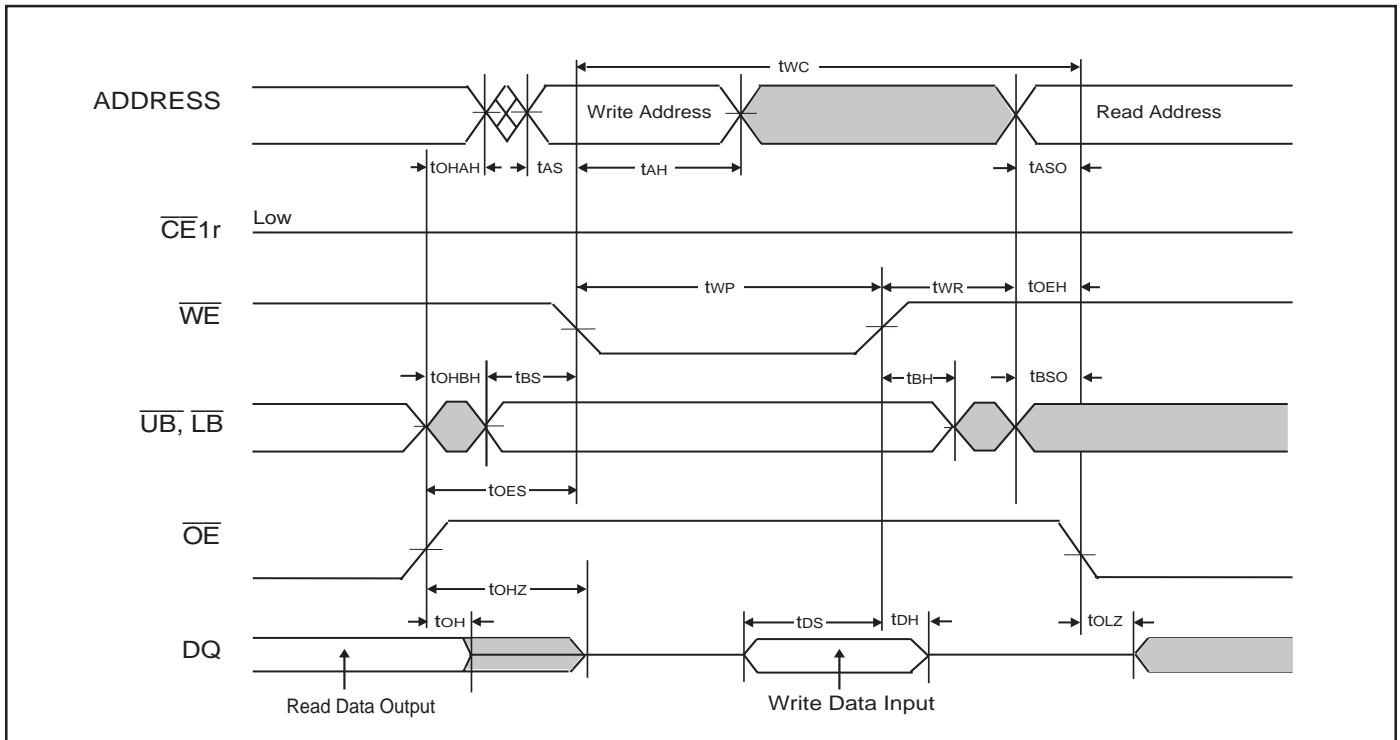 tWC
ADDRESS
Write Address
Read Address
tOHAH
tAS
tAH
tASO
CE1r
Low
tWP
tWR
tOEH
WE
tOHBH
tBS
tBH
tBSO
UB, LB
tOES
OE
tOHZ
tOH
tDS
tDH
tOLZ
DQ
Read Data Output
Write Data Input